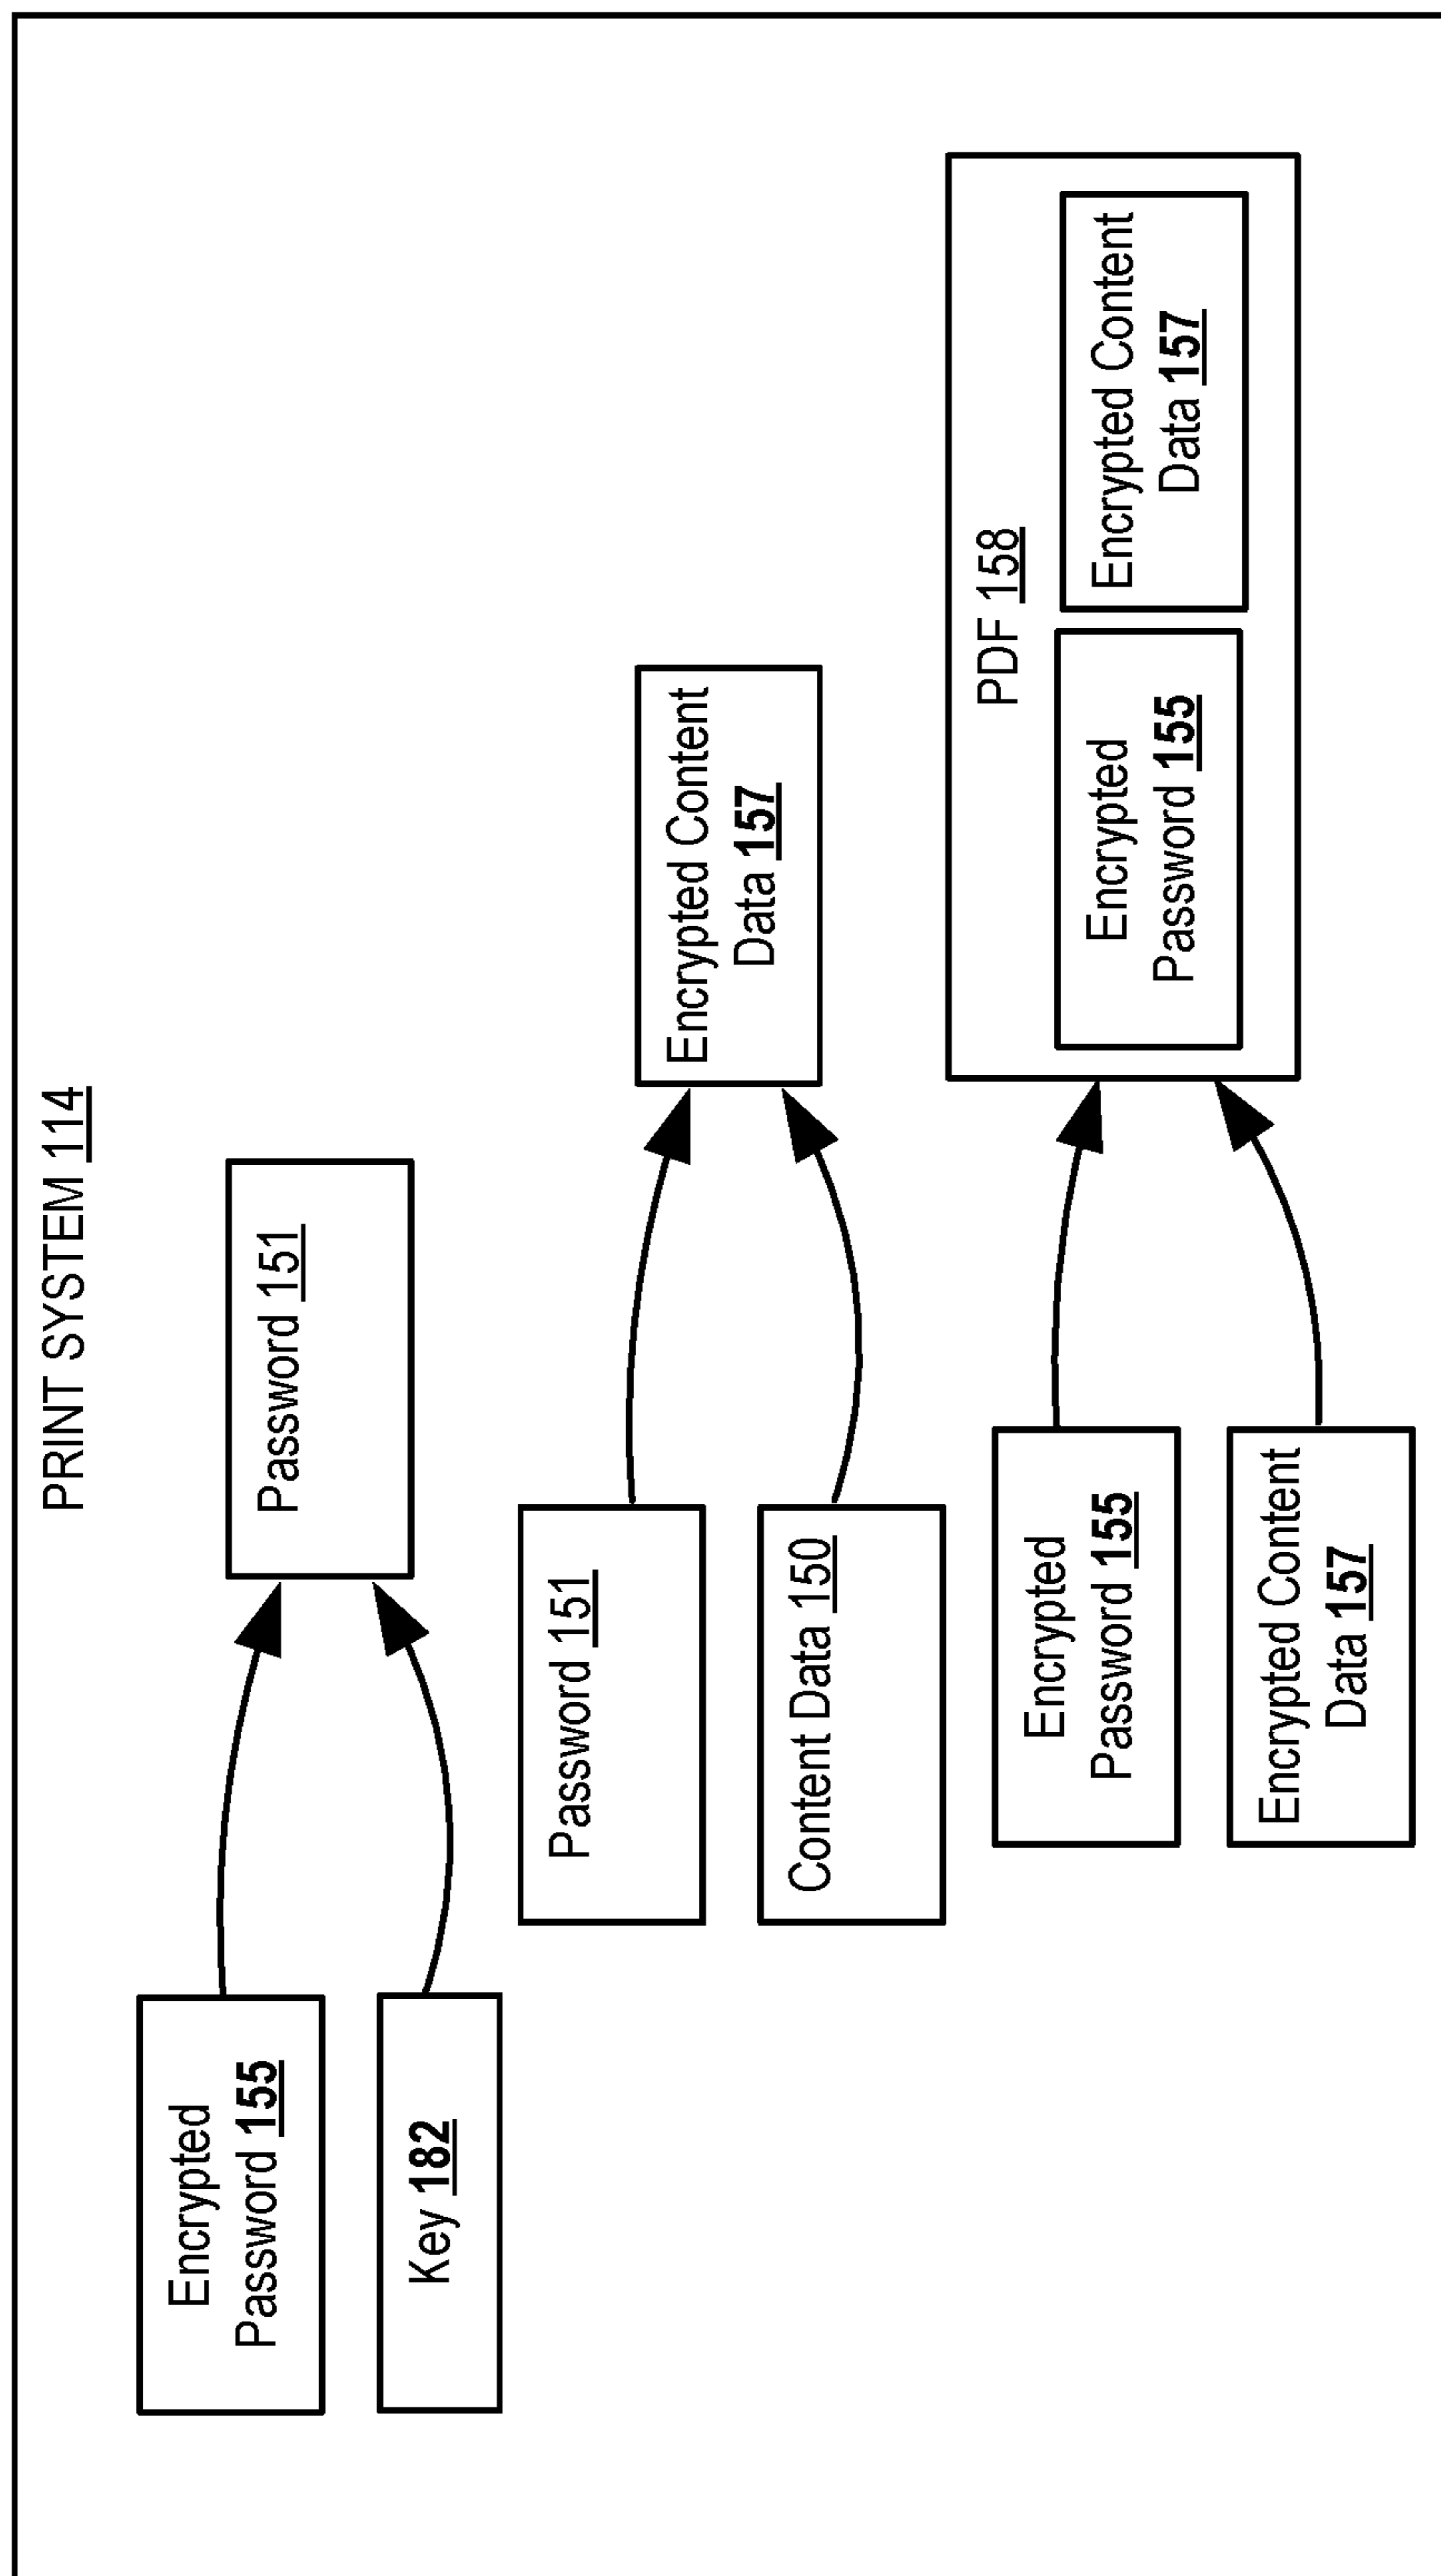 PRINT SYSTEM 114
Encrypted
Password 155
Key 182
Password 151
Password 151
Content Data 150
Encrypted Content
Data 157
Encrypted
Password 155
Encrypted Content
Data 157
PDF 158
Encrypted
Password 155
Encrypted Content
Data 157